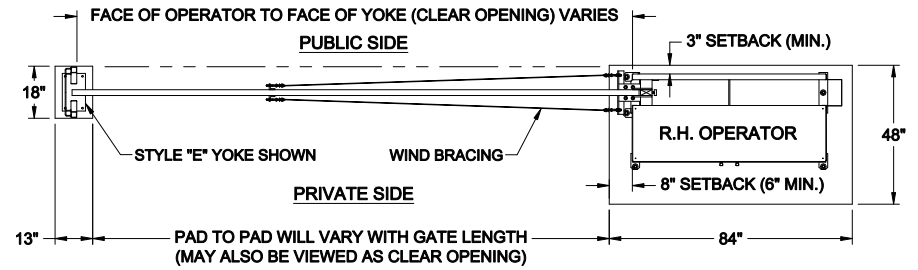 FACE OF OPERATOR TO FACE OF YOKE (CLEAR OPENING) VARIES
PUBLIC SIDE
3" SETBACK (MIN.)
18"
R.H. OPERATOR
48"
STYLE "E" YOKE SHOWN
WIND BRACING
8" SETBACK (6" MIN.)
PRIVATE SIDE
13"
PAD TO PAD WILL VARY WITH GATE LENGTH
84"
(MAY ALSO BE VIEWED AS CLEAR OPENING)